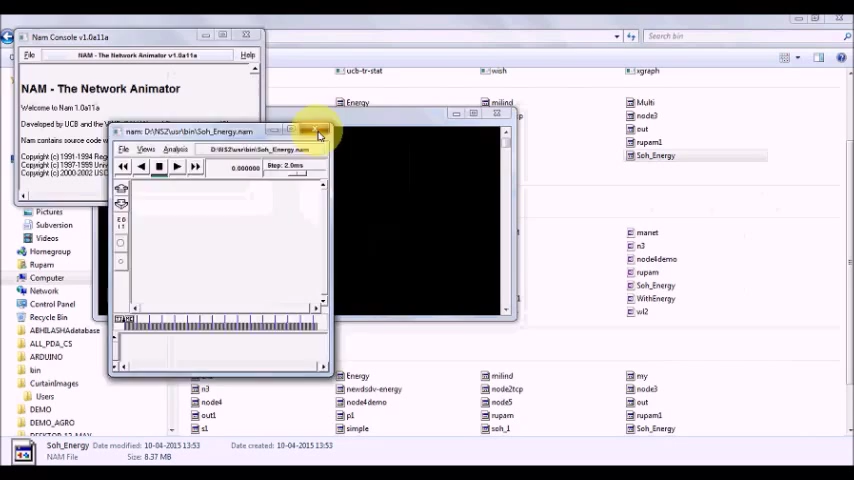 Nam Console v1.0a11a
File
NAM - The Network Animator v1.0a11a
Help
NAM - The Network Animator
Welcome to Nam 1.0a11a
Developed by UCB and the
Nam contains source code w
Copyright (c) 1991-1994 Reg
Copyright (c) 1997-1999 Univ
Copyright (c) 2000-2002 USC
nam: D:\NS2\usr\bin\Soh_Energy.nam
File
Views
Analysis
D:\NS2\usr\bin\Soh_Energy.nam
0.000000
Step: 2.0ms
TIME
Search bin
ucb-tr-stat
wish
xgraph
Energy
milind
Multi
node3
out
rupam1
Soh_Energy
manet
n3
node4demo
rupam
Soh_Energy
WithEnergy
wl2
Pictures
Subversion
Videos
Homegroup
Rupam
Computer
Network
Control Panel
Recycle Bin
ABHILASHAdatabase
ALL_PDA_CS
ARDUINO
bin
CurtainImages
Users
DEMO
DEMO_AGRO
DESKTOP 12 MAY
Energy
milind
my
n3
newdsdv-energy
node2tcp
node3
node4
node4demo
node5
out
out1
p1
rupam
rupam1
s1
simple
soh_1
Soh_Energy
Soh_Energy
Date modified: 10-04-2015 13:53
Date created: 10-04-2015 13:53
NAM File
Size: 8.37 MB